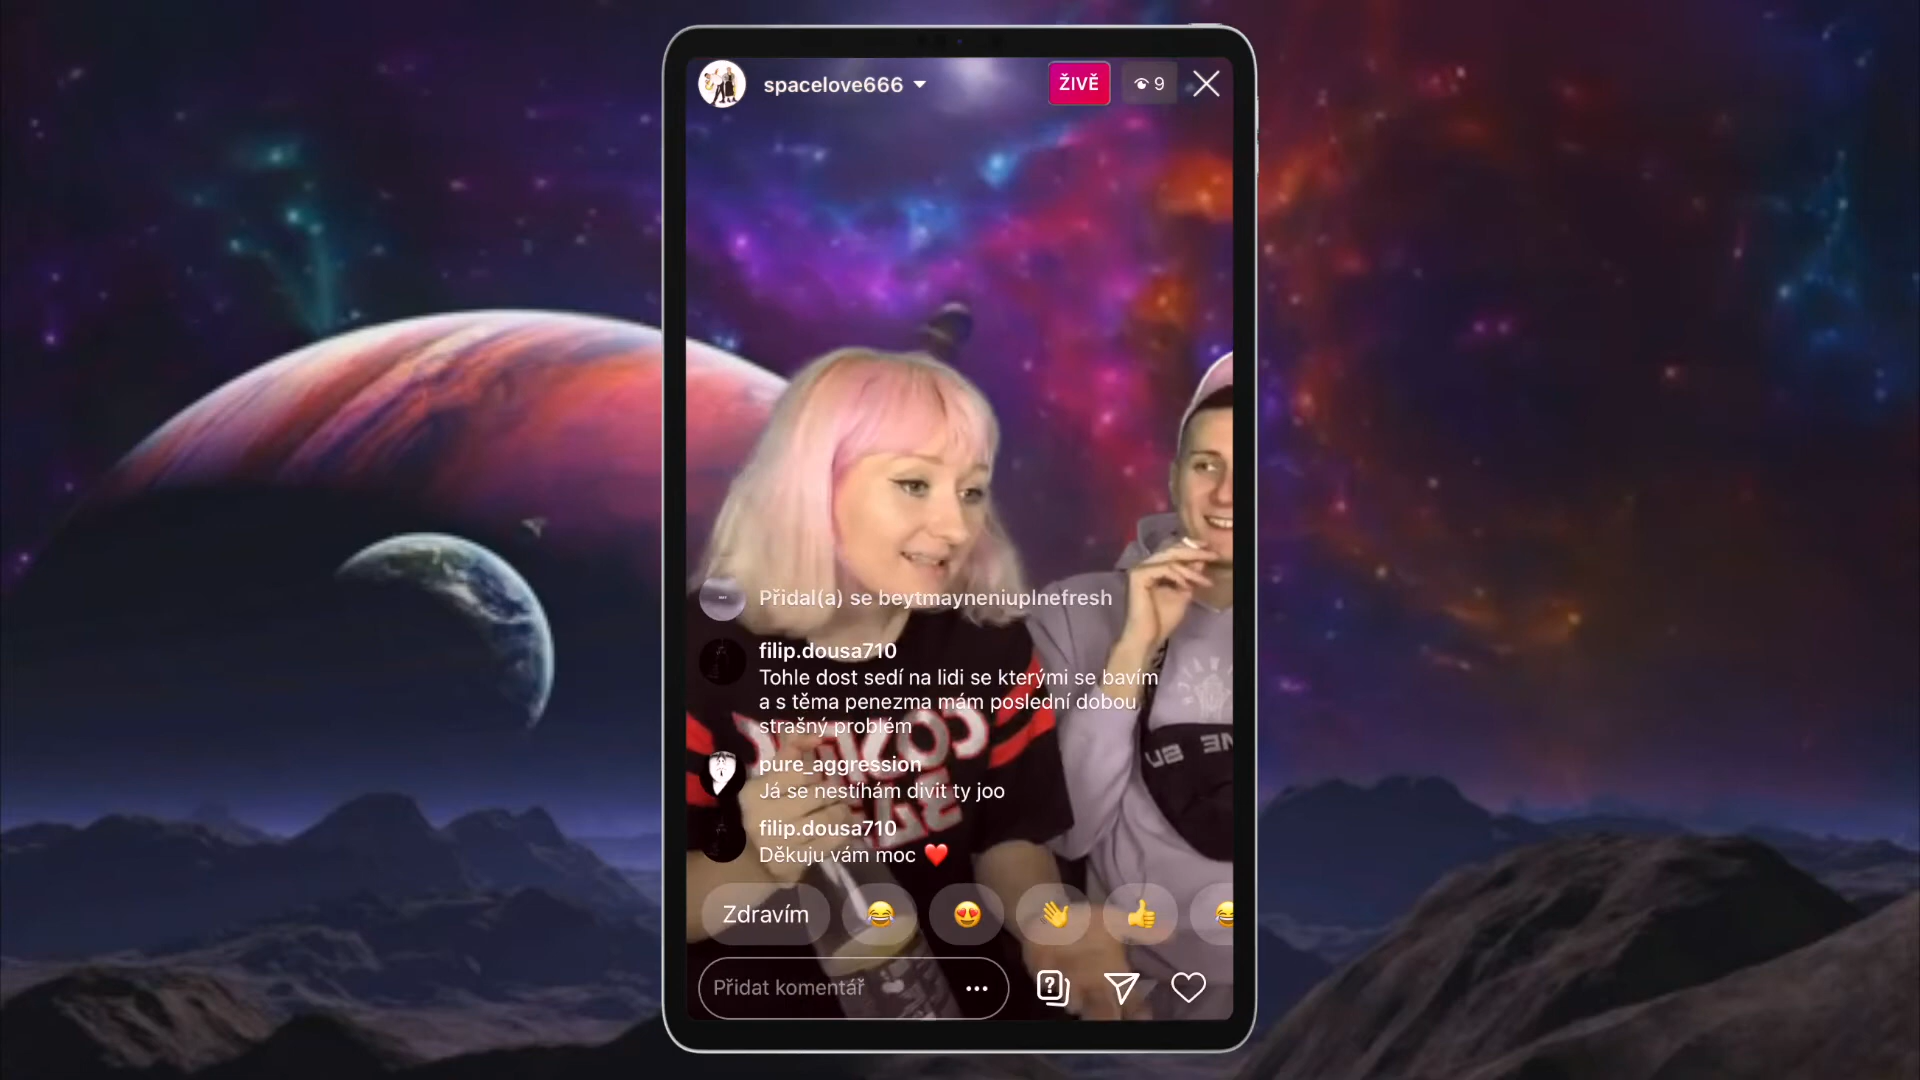 spacelove666
ŽIVĚ
9
Přidal(a) se beytmayneniuplnefresh
filip.dousa710
Tohle dost sedí na lidi se kterými se bavím
a s těma penezma mám poslední dobou
strašný problém
pure_aggression
Já se nestíhám divit ty joo
filip.dousa710
Děkuju vám moc ❤️
Zdravím
Přidat komentář